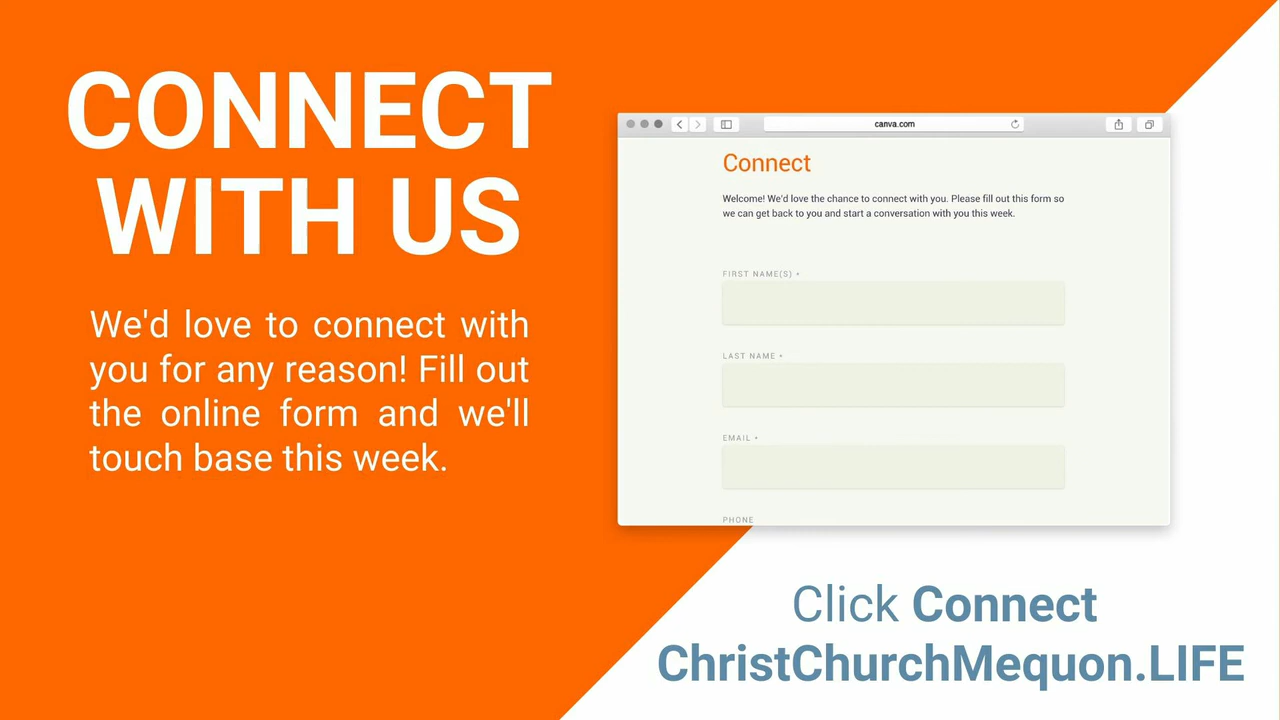 CONNECT
WITH US
We'd love to connect with
you for any reason! Fill out
the online form and we'll
touch base this week.
canva.com
Connect
Welcome! We'd love the chance to connect with you. Please fill out this form so
we can get back to you and start a conversation with you this week.
FIRST NAME(S) *
LAST NAME *
EMAIL *
PHONE
Click Connect
ChristChurchMequon.LIFE